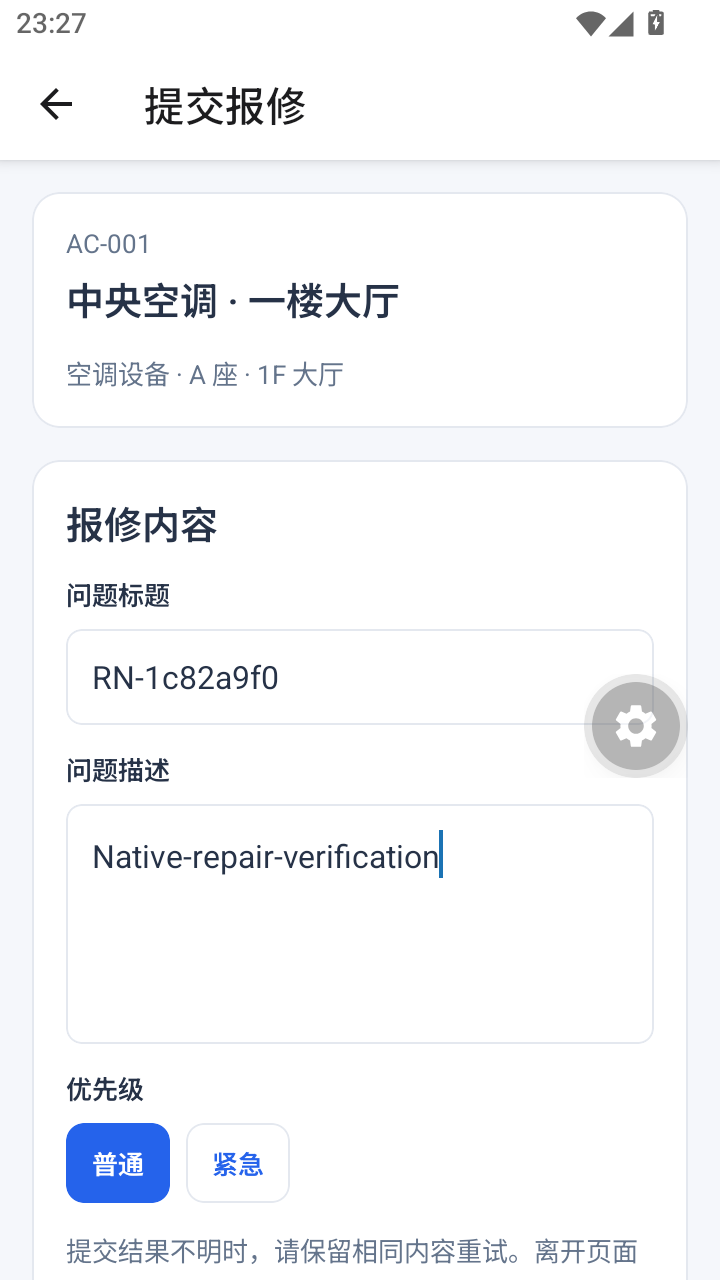 23:27
提交报修
AC-001
中央空调 · 一楼大厅
空调设备 · A 座 · 1F 大厅
报修内容
问题标题
RN-1c82a9f0
问题描述
Native-repair-verification
优先级
普通 紧急
提交结果不明时，请保留相同内容重试。离开页面